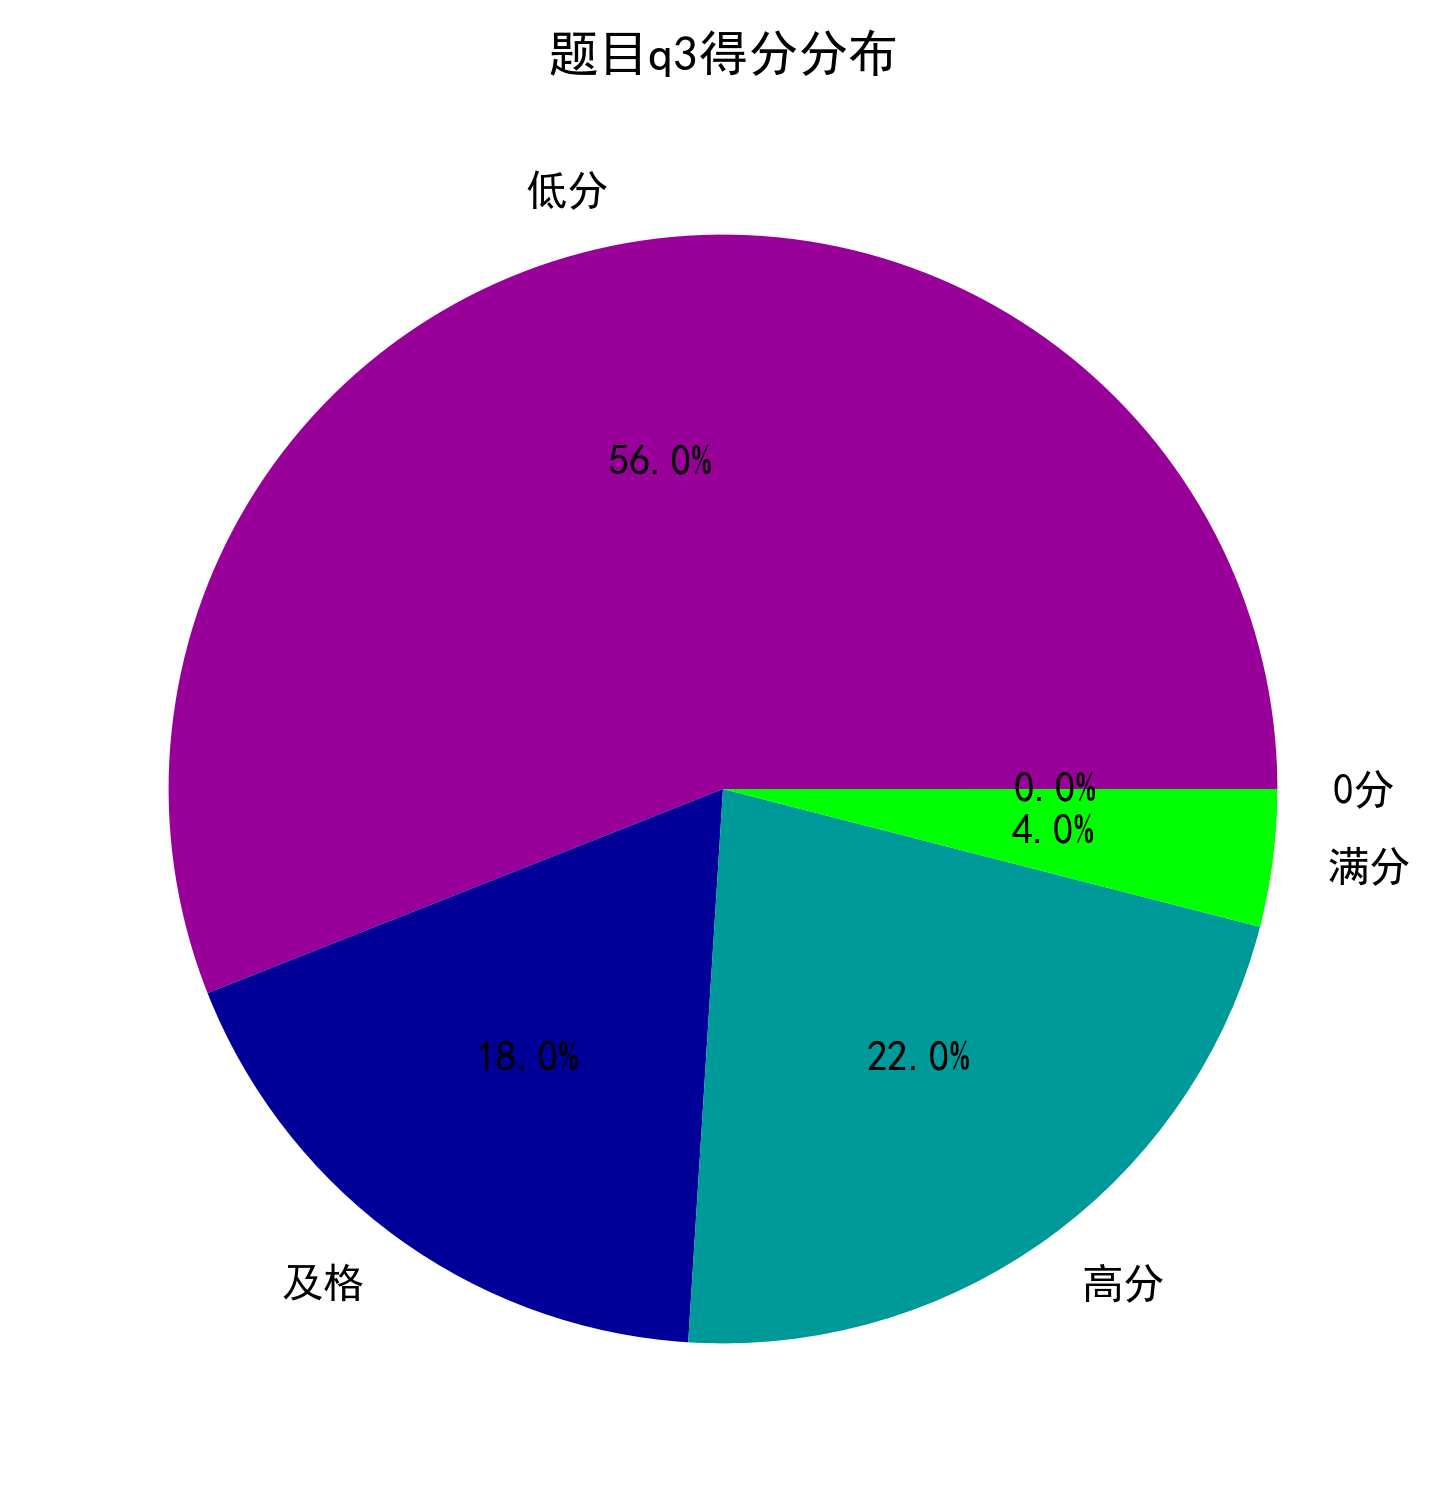 题目q3得分分布
低分
56.0%
0.0%
0分
4.0%
满分
18.0%
22.0%
及格
高分